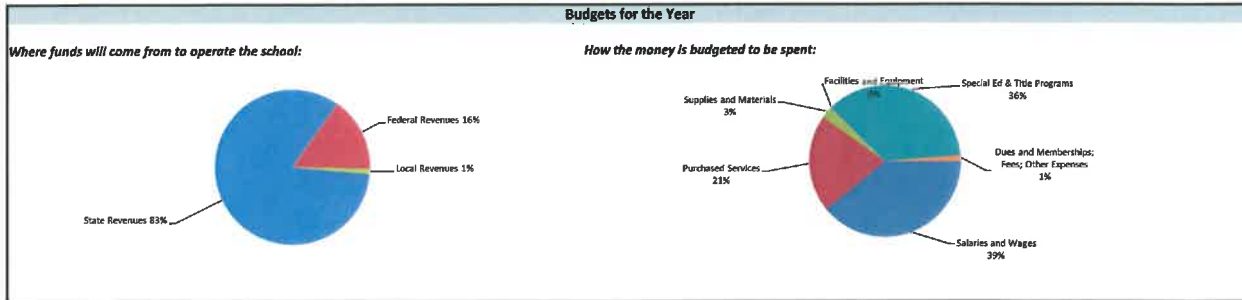 Budgets for the Year
Where funds will come from to operate the school:
Federal Revenues 16%
Local Revenues 1%
State Revenues 83%
How the money is budgeted to be spent:
Facilities and Equipment
Special Ed & Title Programs
36%
Supplies and Materials
3%
Dues and Memberships;
Fees; Other Expenses
1%
Purchased Services
21%
Salaries and Wages
39%